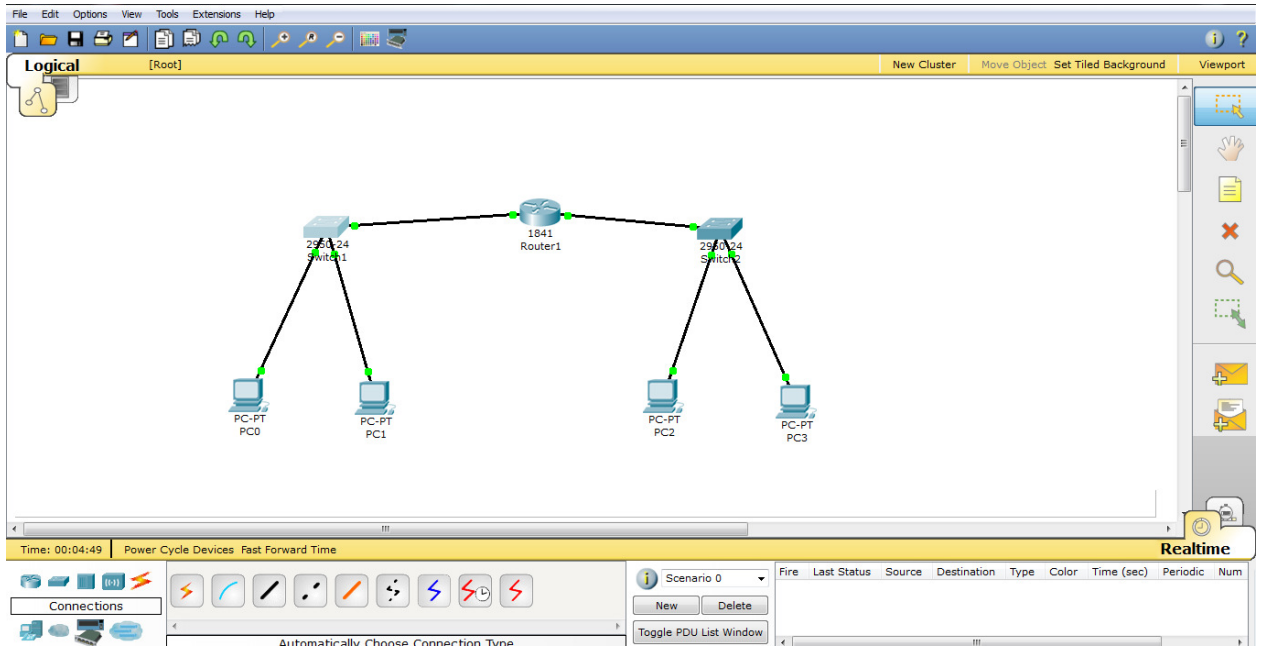 File Edit Options View Tools Extensions Help
Logical [Root] New Cluster Move Object Set Tiled Background Viewport
1841
Router1
2950-24
Switch1
2950-24
Switch2
PC-PT
PC0
PC-PT
PC1
PC-PT
PC2
PC-PT
PC3
Time: 00:04:49 Power Cycle Devices Fast Forward Time Realtime
Connections
Automatically Choose Connection Type
Scenario 0
New Delete
Toggle PDU List Window
Fire Last Status Source Destination Type Color Time (sec) Periodic Num